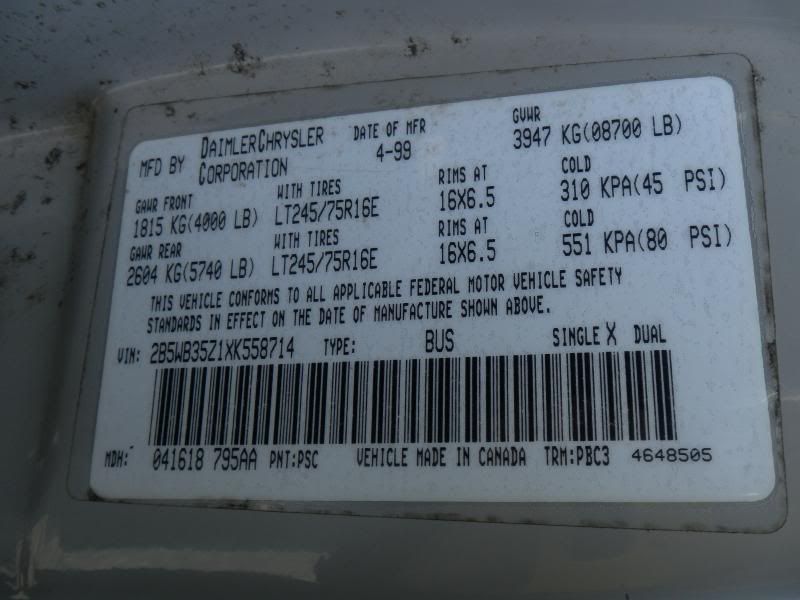 MFD BY DAIMLERCHRYSLER CORPORATION DATE OF MFR 4-99 GVWR 3947 KG(08700 LB)
GAWR FRONT WITH TIRES RIMS AT COLD
1815 KG(4000 LB) LT245/75R16E 16X6.5 310 KPA(45 PSI)
GAWR REAR WITH TIRES RIMS AT COLD
2604 KG(5740 LB) LT245/75R16E 16X6.5 551 KPA(80 PSI)
THIS VEHICLE CONFORMS TO ALL APPLICABLE FEDERAL MOTOR VEHICLE SAFETY
STANDARDS IN EFFECT ON THE DATE OF MANUFACTURE SHOWN ABOVE.
VIN: 2B5WB35Z1XK558714 TYPE: BUS SINGLE X DUAL
MDH: 041618 795AA PNT:PSC VEHICLE MADE IN CANADA TRM:PBC3 4648505